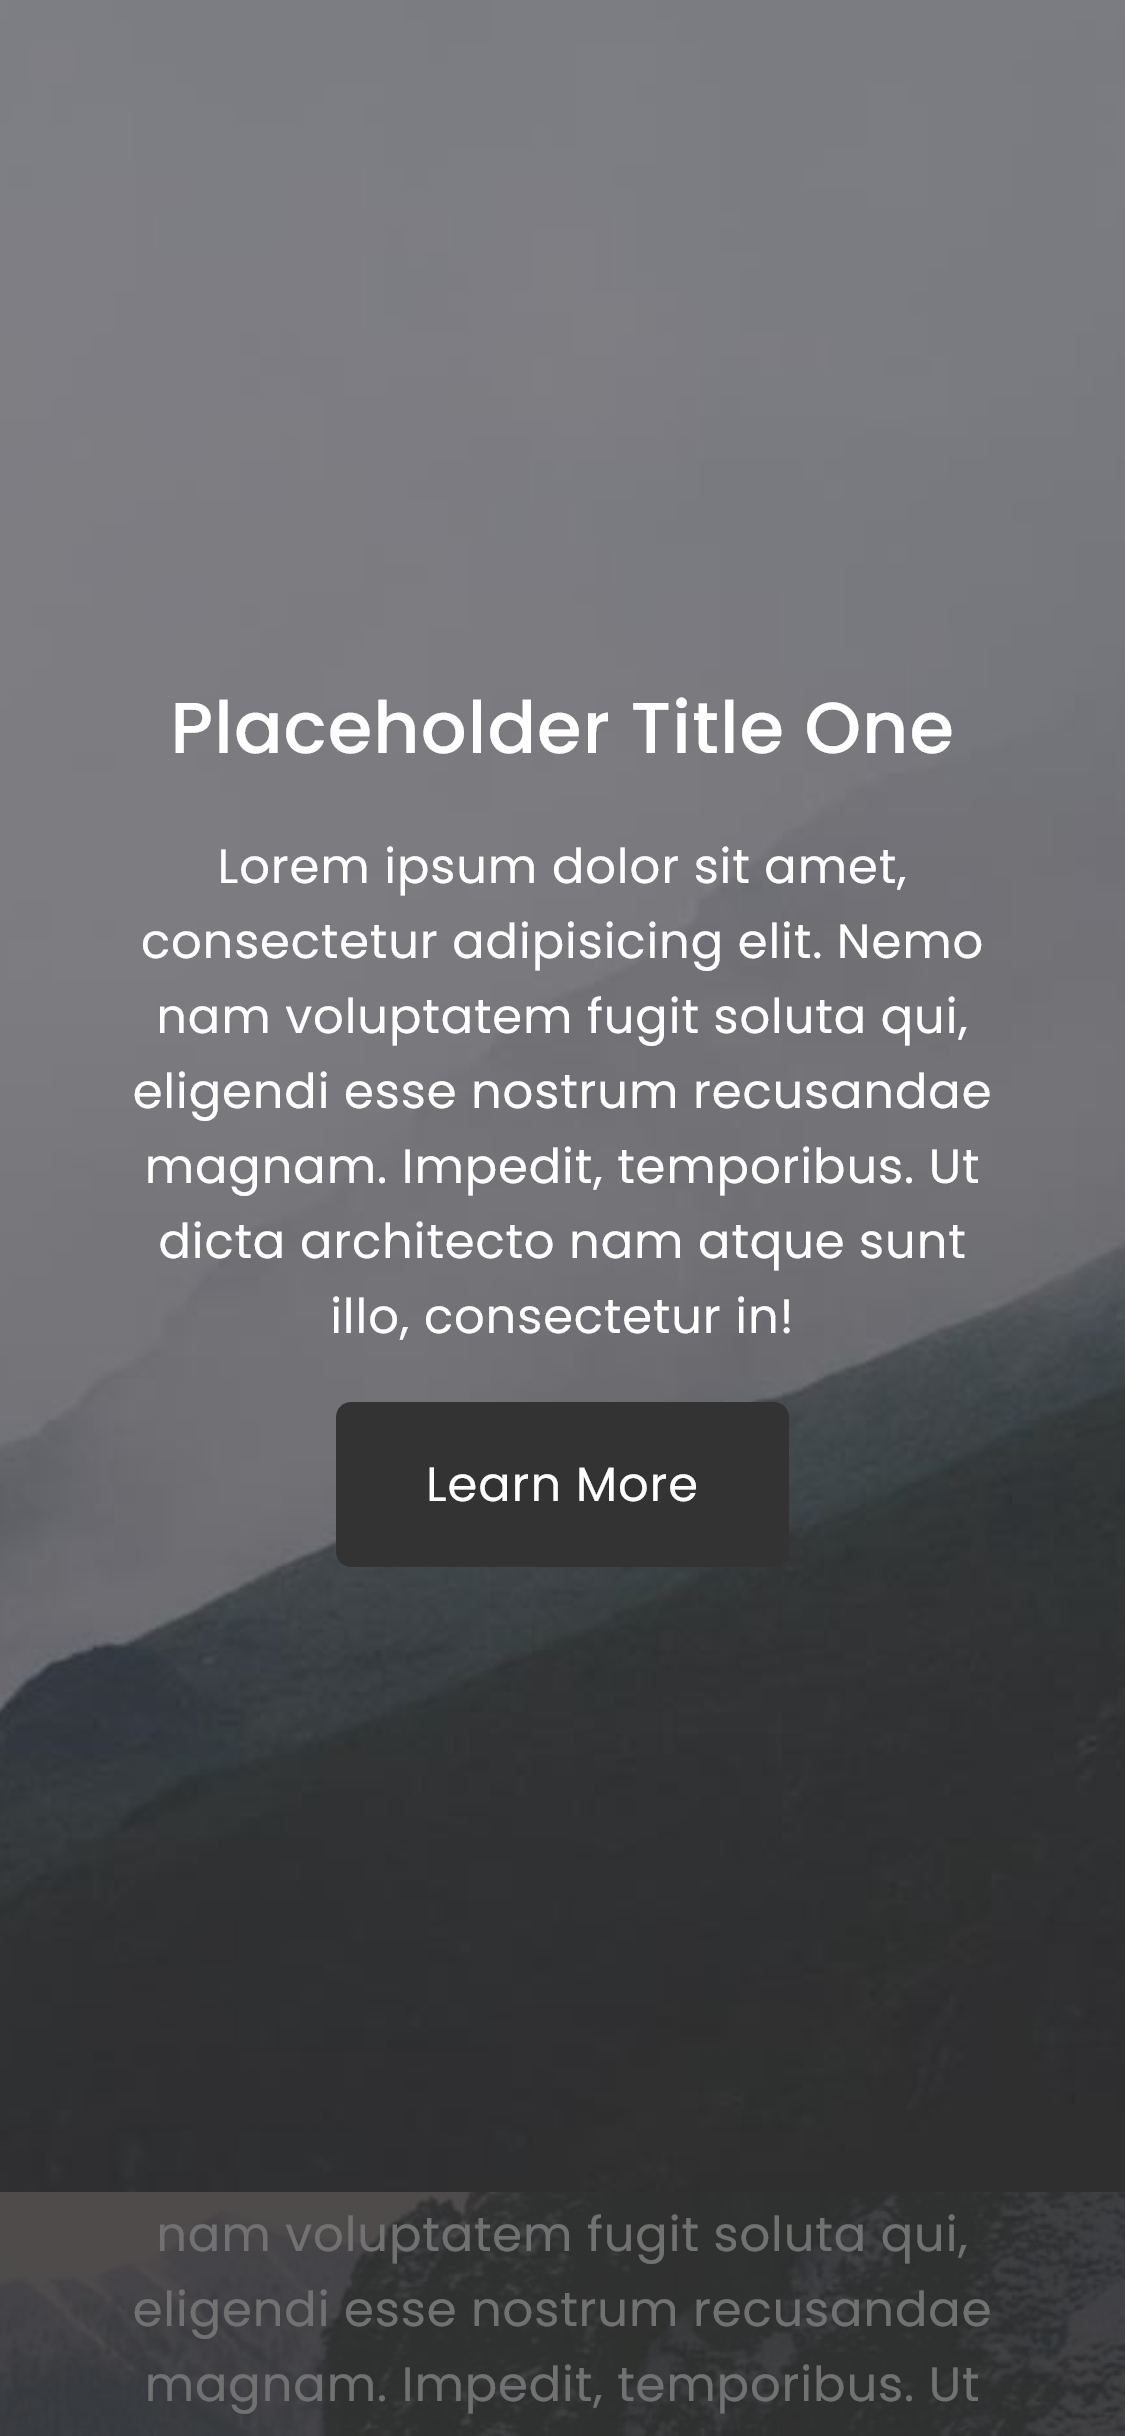 Placeholder Title One
Lorem ipsum dolor sit amet,
consectetur adipisicing elit. Nemo
nam voluptatem fugit soluta qui,
eligendi esse nostrum recusandae
magnam. Impedit, temporibus. Ut
dicta architecto nam atque sunt
illo, consectetur in!
Learn More
nam voluptatem fugit soluta qui,
eligendi esse nostrum recusandae
magnam. Impedit, temporibus. Ut